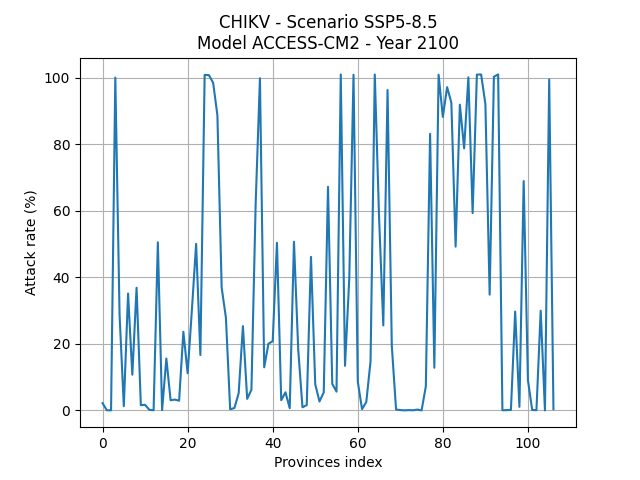 CHIKV - Scenario SSP5-8.5
Model ACCESS-CM2 - Year 2100
Attack rate (%)
100
80
60
40
20
0
0 20 40 60 80 100
Provinces index